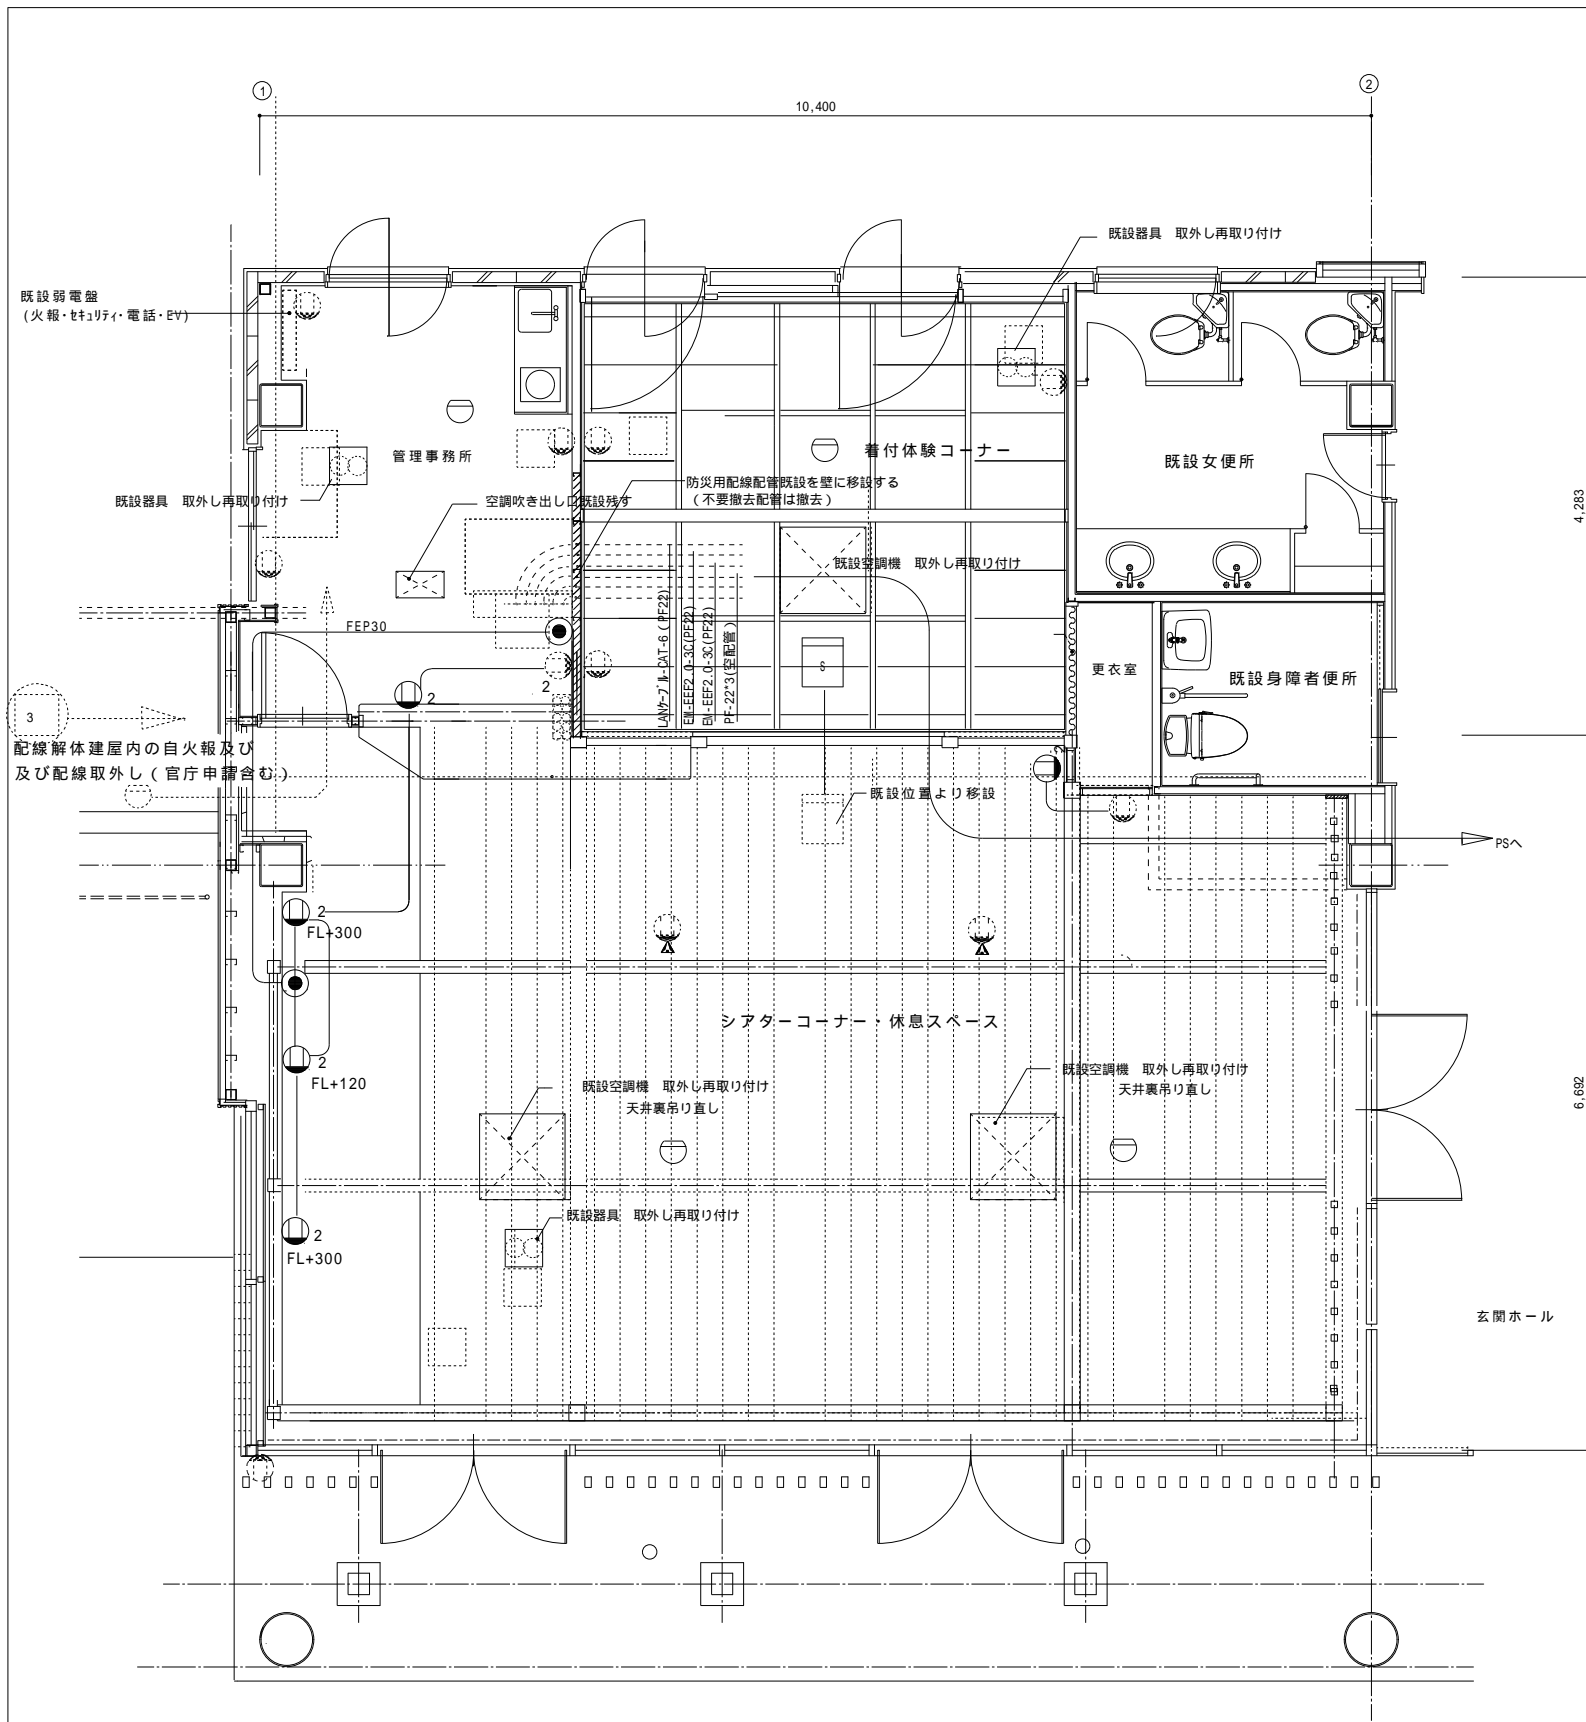 ①
②
10,400
既設器具　取外し再取り付け
既設弱電盤
(火報・ｾｷｭﾘﾃｨ・電話・EV)
管理事務所
着付体験コーナー
既設女便所
既設器具　取外し再取り付け
空調吹き出し口既設残す
防災用配線配管既設を壁に移設する
（不要撤去配管は撤去）
4,283
既設空調機　取外し再取り付け
LANｹｰﾌﾞﾙ-CAT-6（PF22）
EM-EEF2.0-3C(PF22)
EM-EEF2.0-3C(PF22)
PF-22*3(空配管)
FEP30
S
更衣室
既設身障者便所
2
2
3
配線解体建屋内の自火報及び
及び配線取外し（官庁申請含む）
2
既設位置より移設
PSへ
2
FL+300
シアターコーナー・休息スペース
2
FL+120
既設空調機　取外し再取り付け
天井裏吊り直し
既設空調機　取外し再取り付け
天井裏吊り直し
6,692
既設器具　取外し再取り付け
2
FL+300
玄関ホール